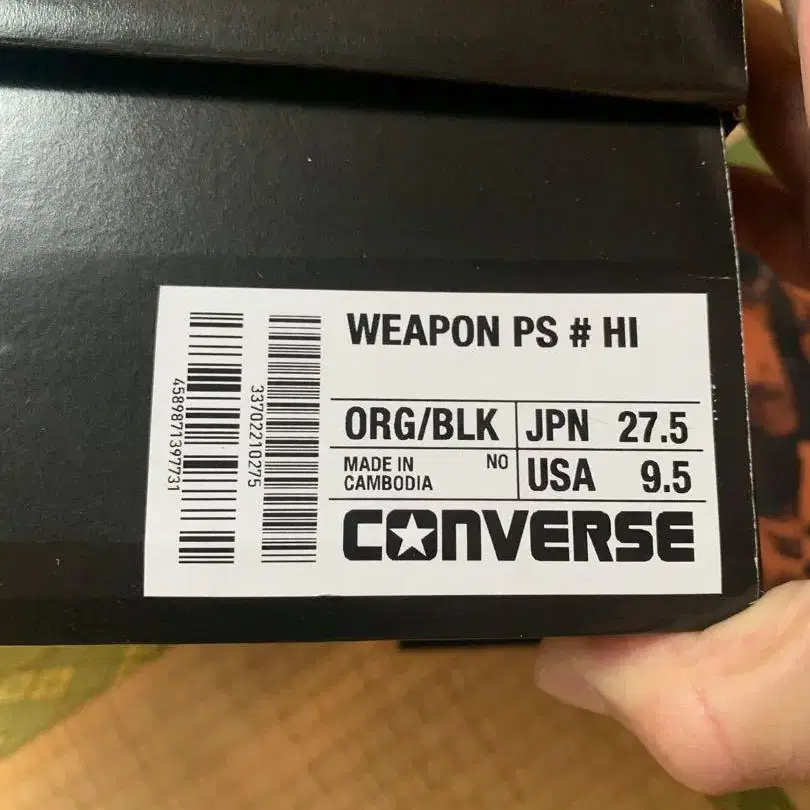 WEAPON PS # HI
ORG/BLK JPN 27.5
MADE IN CAMBODIA NO USA 9.5
CONVERSE
4589871397731
33702210275